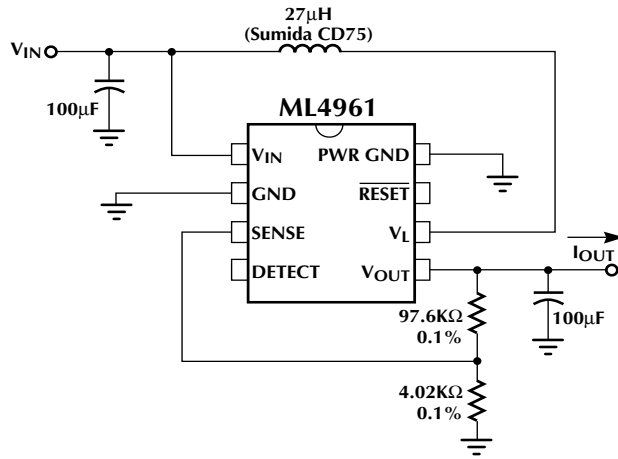 27µH
(Sumida CD75)
VIN
100µF
ML4961
VIN
PWR GND
GND
RESET
SENSE
VL
DETECT
VOUT
IOUT
97.6KΩ
0.1%
100µF
4.02KΩ
0.1%